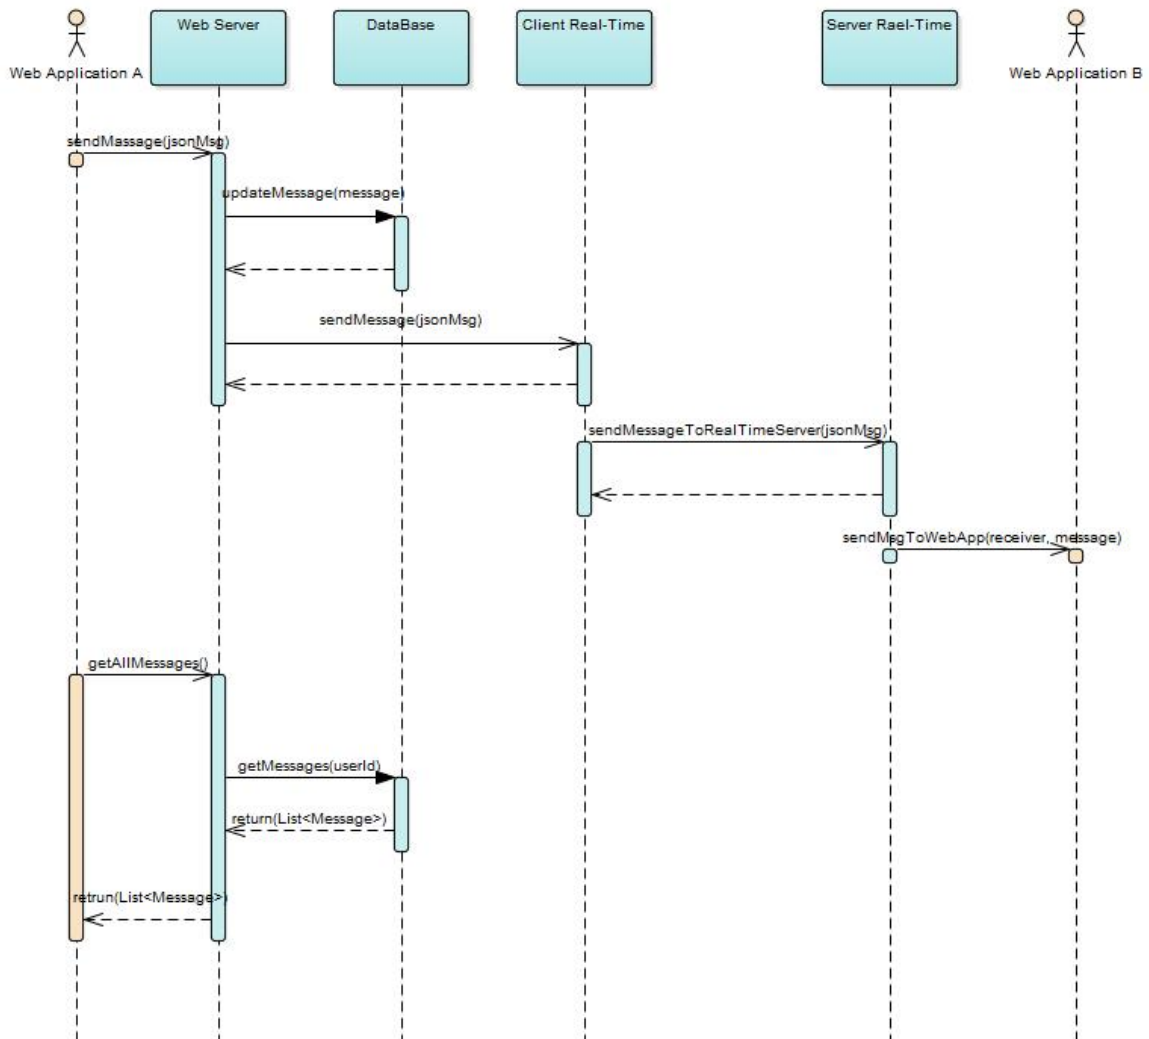 Web Server
DataBase
Client Real-Time
Server Rael-Time
Web Application A
Web Application B
sendMassage(jsonMsg)
updateMessage(message)
sendMessage(jsonMsg)
sendMessageToRealTimeServer(jsonMsg)
sendMsgToWebApp(receiver, message)
getAllMessages()
getMessages(userId)
return(List<Message>)
retrun(List<Message>)